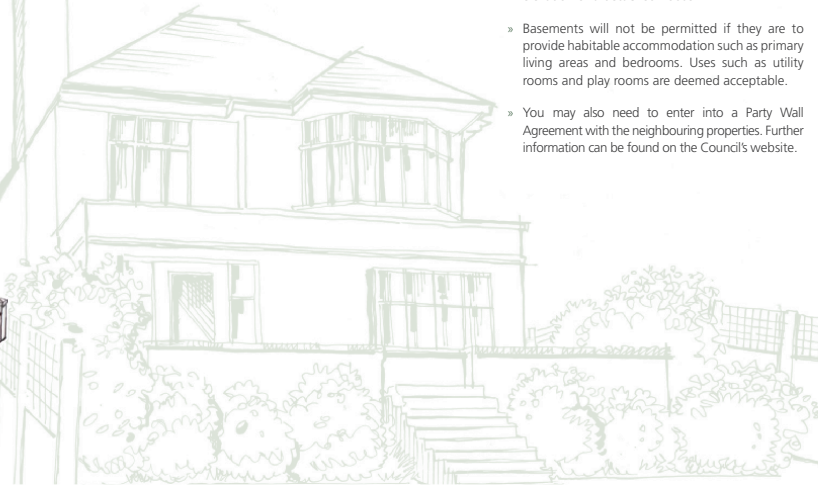 » Basements will not be permitted if they are to
provide habitable accommodation such as primary
living areas and bedrooms. Uses such as utility
rooms and play rooms are deemed acceptable.
» You may also need to enter into a Party Wall
Agreement with the neighbouring properties. Further
information can be found on the Council's website.